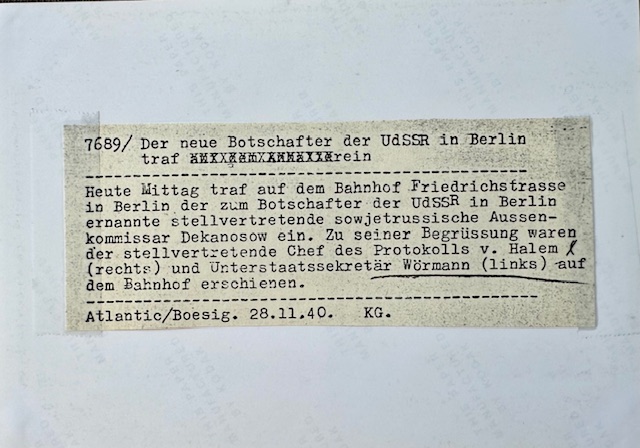 7689/ Der neue Botschafter der UdSSR in Berlin
traf rein
Heute Mittag traf auf dem Bahnhof Friedrichstrasse
in Berlin der zum Botschafter der UdSSR in Berlin
ernannte stellvertretende sowjetrussische Aussen-
kommissar Dekanosow ein. Zu seiner Begrüssung waren
der stellvertretende Chef des Protokolls v. Halem
(rechts) und Unterstaatssekretär Wörmann (links) auf
dem Bahnhof erschienen.
Atlantic/Boesig. 28.11.40. KG.